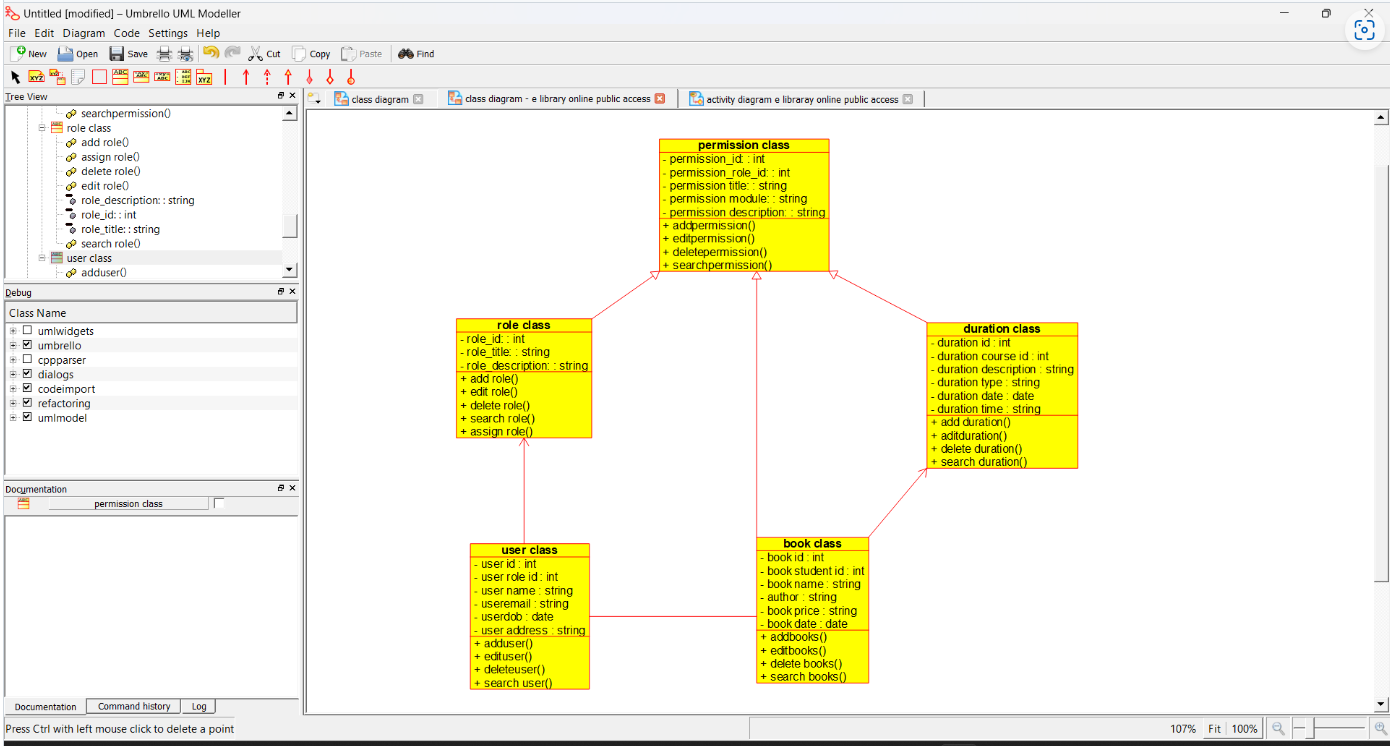 Untitled [modified] – Umbrello UML Modeller
File Edit Diagram Code Settings Help
New Open Save Cut Copy Paste Find
Tree View
searchpermission()
role class
add role()
assign role()
delete role()
edit role()
role_description: : string
role_id: : int
role_title: : string
search role()
user class
adduser()
Debug
Class Name
umlwidgets
umbrello
cppparser
dialogs
codeimport
refactoring
umlmodel
Documentation
permission class
Documentation Command history Log
Press Ctrl with left mouse click to delete a point
class diagram
class diagram - e library online public access
activity diagram e libraray online public access
permission class
- permission_id: : int
- permission_role_id: : int
- permission title: : string
- permission module: : string
- permission description: : string
+ addpermission()
+ editpermission()
+ deletepermission()
+ searchpermission()
role class
- role_id: : int
- role_title: : string
- role_description: : string
+ add role()
+ edit role()
+ delete role()
+ search role()
+ assign role()
duration class
- duration id : int
- duration course id : int
- duration description : string
- duration type : string
- duration date : date
- duration time : string
+ add duration()
+ aditduration()
+ delete duration()
+ search duration()
user class
- user id : int
- user role id : int
- user name : string
- useremail : string
- userdob : date
- user address : string
+ adduser()
+ edituser()
+ deleteuser()
+ search user()
book class
- book id : int
- book student id : int
- book name : string
- author : string
- book price : string
- book date : date
+ addbooks()
+ editbooks()
+ delete books()
+ search books()
107% Fit 100%